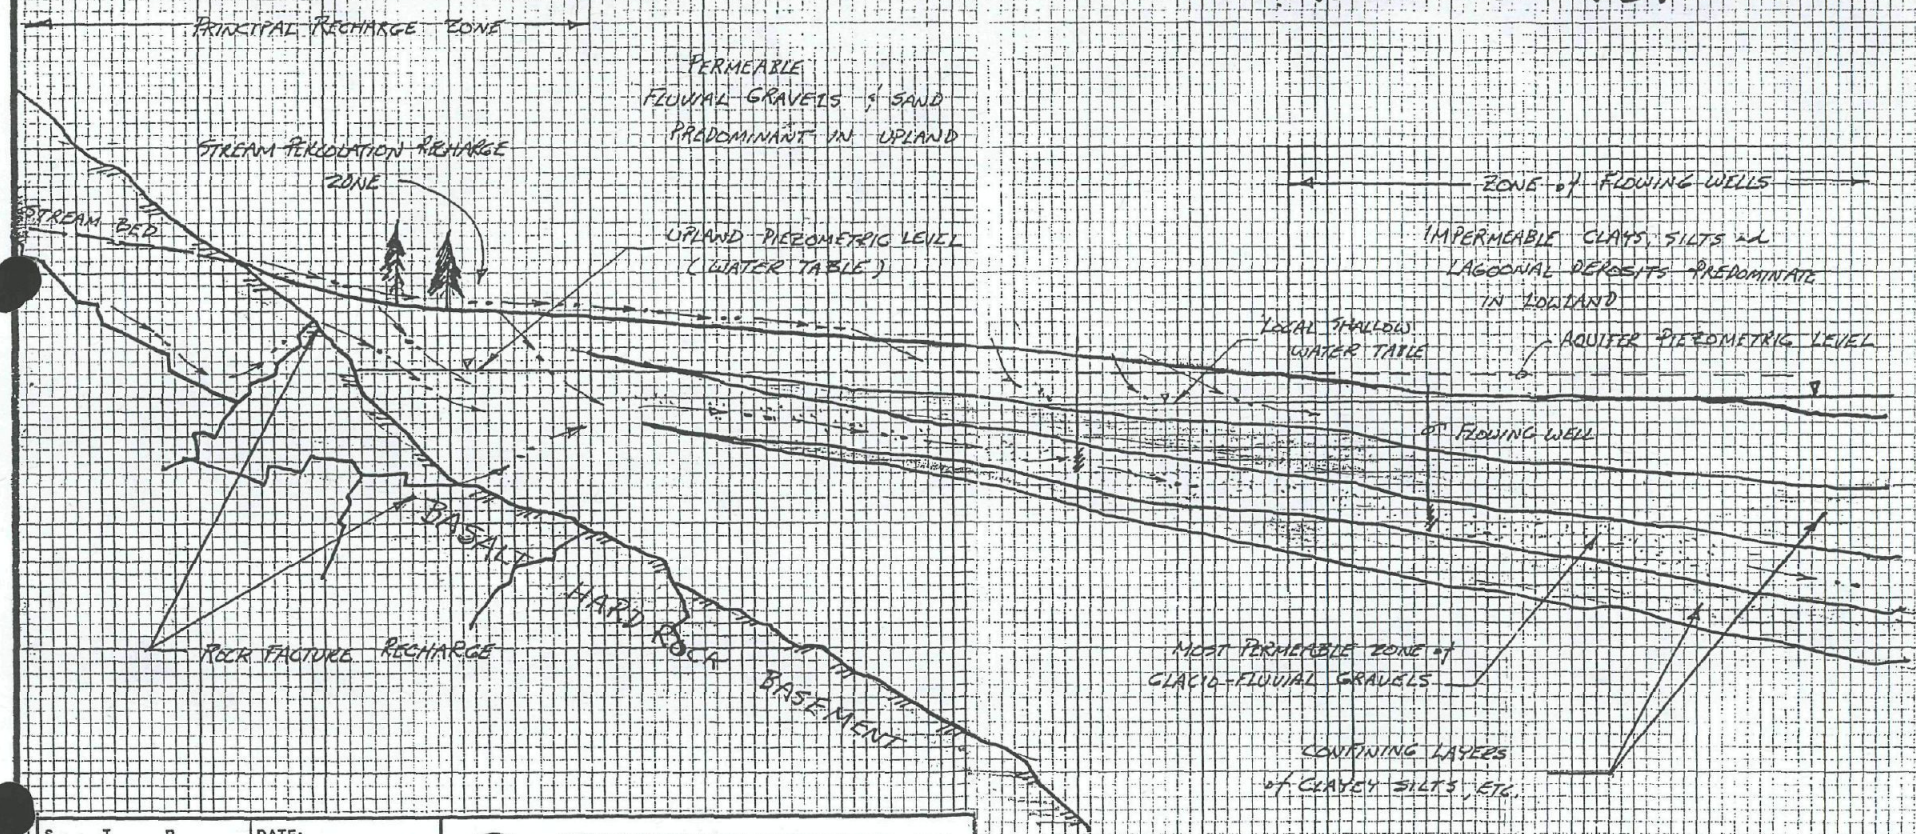 PRINCIPAL RECHARGE ZONE
PERMEABLE
FLUVIAL GRAVELS & SAND
PREDOMINANT IN UPLAND
STREAM PERCOLATION RECHARGE
ZONE
STREAM BED
UPLAND PIEZOMETRIC LEVEL
(WATER TABLE)
ZONE of FLOWING WELLS
IMPERMEABLE CLAYS, SILTS and
LAGOONAL DEPOSITS PREDOMINATE
IN LOWLAND
LOCAL SHALLOW
WATER TABLE
AQUIFER PIEZOMETRIC LEVEL
FLOWING WELL
BASALT
HARD ROCK
BASEMENT
ROCK FACTURE RECHARGE
MOST PERMEABLE ZONE of
GLACIO-FLUVIAL GRAVELS
CONFINING LAYERS
of CLAYEY SILTS, ETC.
DATE: